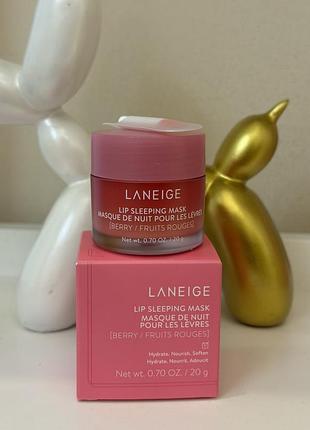 LANEIGE
LIP SLEEPING MASK
MASQUE DE NUIT POUR LES LÈVRES
[BERRY / FRUITS ROUGES]
Net wt. 0.70 OZ. / 20 g
LANEIGE
LIP SLEEPING MASK
MASQUE DE NUIT
POUR LES LÈVRES
[BERRY / FRUITS ROUGES]
Hydrate, Nourish, Soften
Hydrate, Nourrit, Adoucit
Net wt. 0.70 OZ. / 20 g